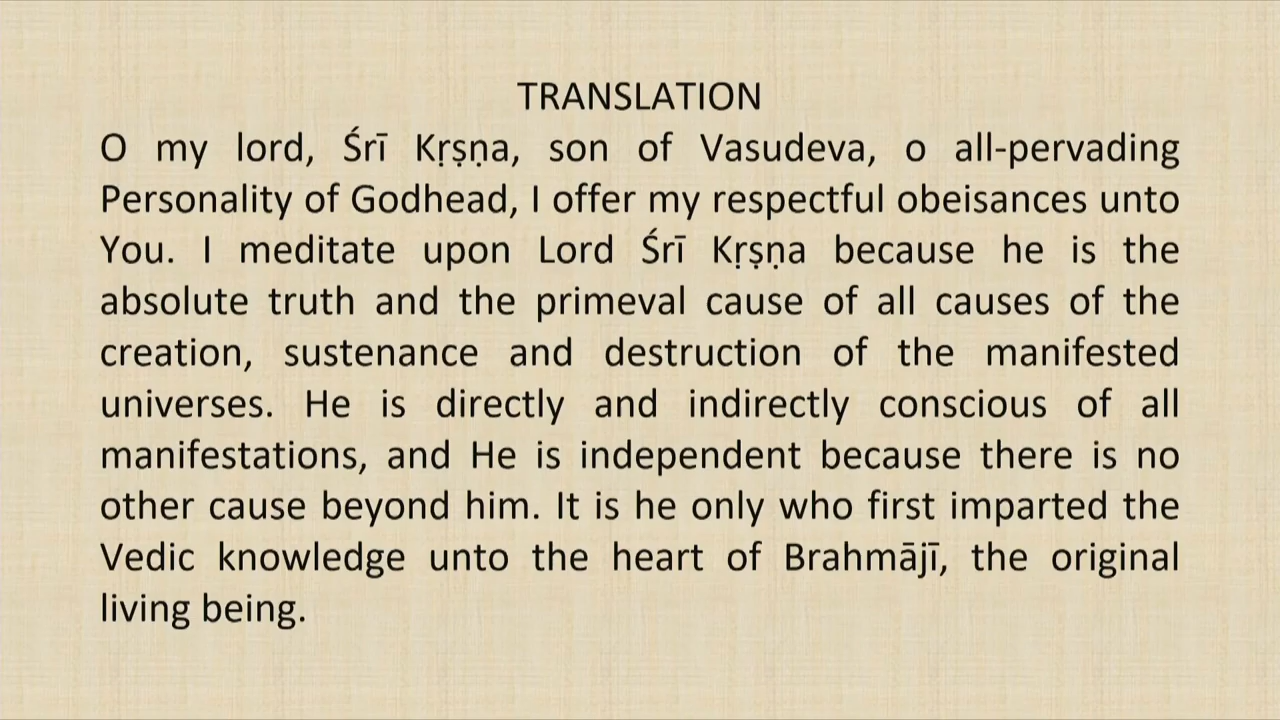 TRANSLATION
O my lord, Śrī Kṛṣṇa, son of Vasudeva, o all-pervading
Personality of Godhead, I offer my respectful obeisances unto
You. I meditate upon Lord Śrī Kṛṣṇa because he is the
absolute truth and the primeval cause of all causes of the
creation, sustenance and destruction of the manifested
universes. He is directly and indirectly conscious of all
manifestations, and He is independent because there is no
other cause beyond him. It is he only who first imparted the
Vedic knowledge unto the heart of Brahmājī, the original
living being.